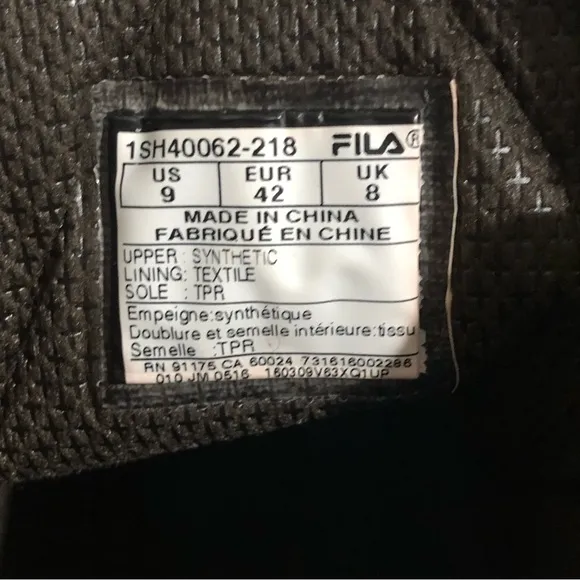 1SH40062-218 FILA®
US EUR UK
9 42 8
MADE IN CHINA
FABRIQUÉ EN CHINE
UPPER : SYNTHETIC
LINING: TEXTILE
SOLE : TPR
Empeigne:synthétique
Doublure et semelle intérieure:tissu
Semelle :TPR
RN 91175 CA 60024 731616002286
010 JM 0516 160309V63XQ1UP